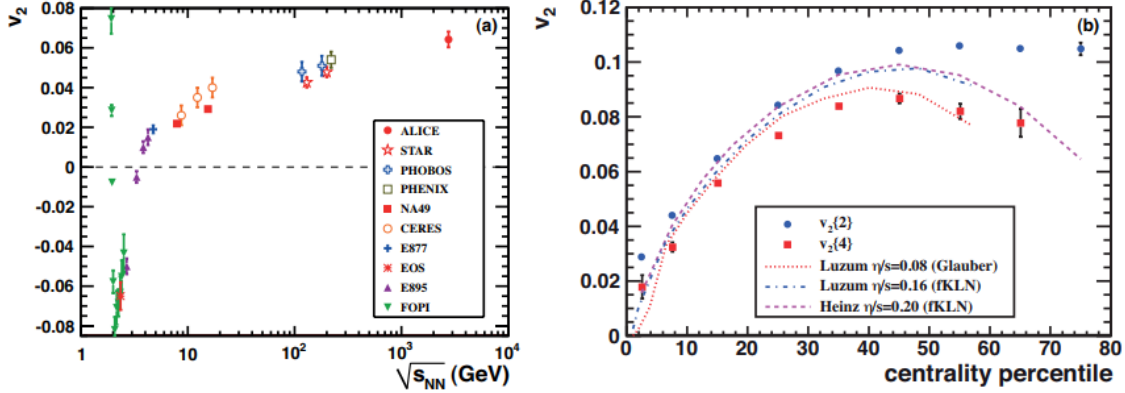 v₂
0.08
0.06
0.04
0.02
0
-0.02
-0.04
-0.06
-0.08
(a)
ALICE
STAR
PHOBOS
PHENIX
NA49
CERES
E877
EOS
E895
FOPI
1
10
10²
10³
10⁴
√s_NN (GeV)
v₂
0.12
0.1
0.08
0.06
0.04
0.02
0
(b)
v₂{2}
v₂{4}
Luzum η/s=0.08 (Glauber)
Luzum η/s=0.16 (fKLN)
Heinz η/s=0.20 (fKLN)
0 10 20 30 40 50 60 70 80
centrality percentile